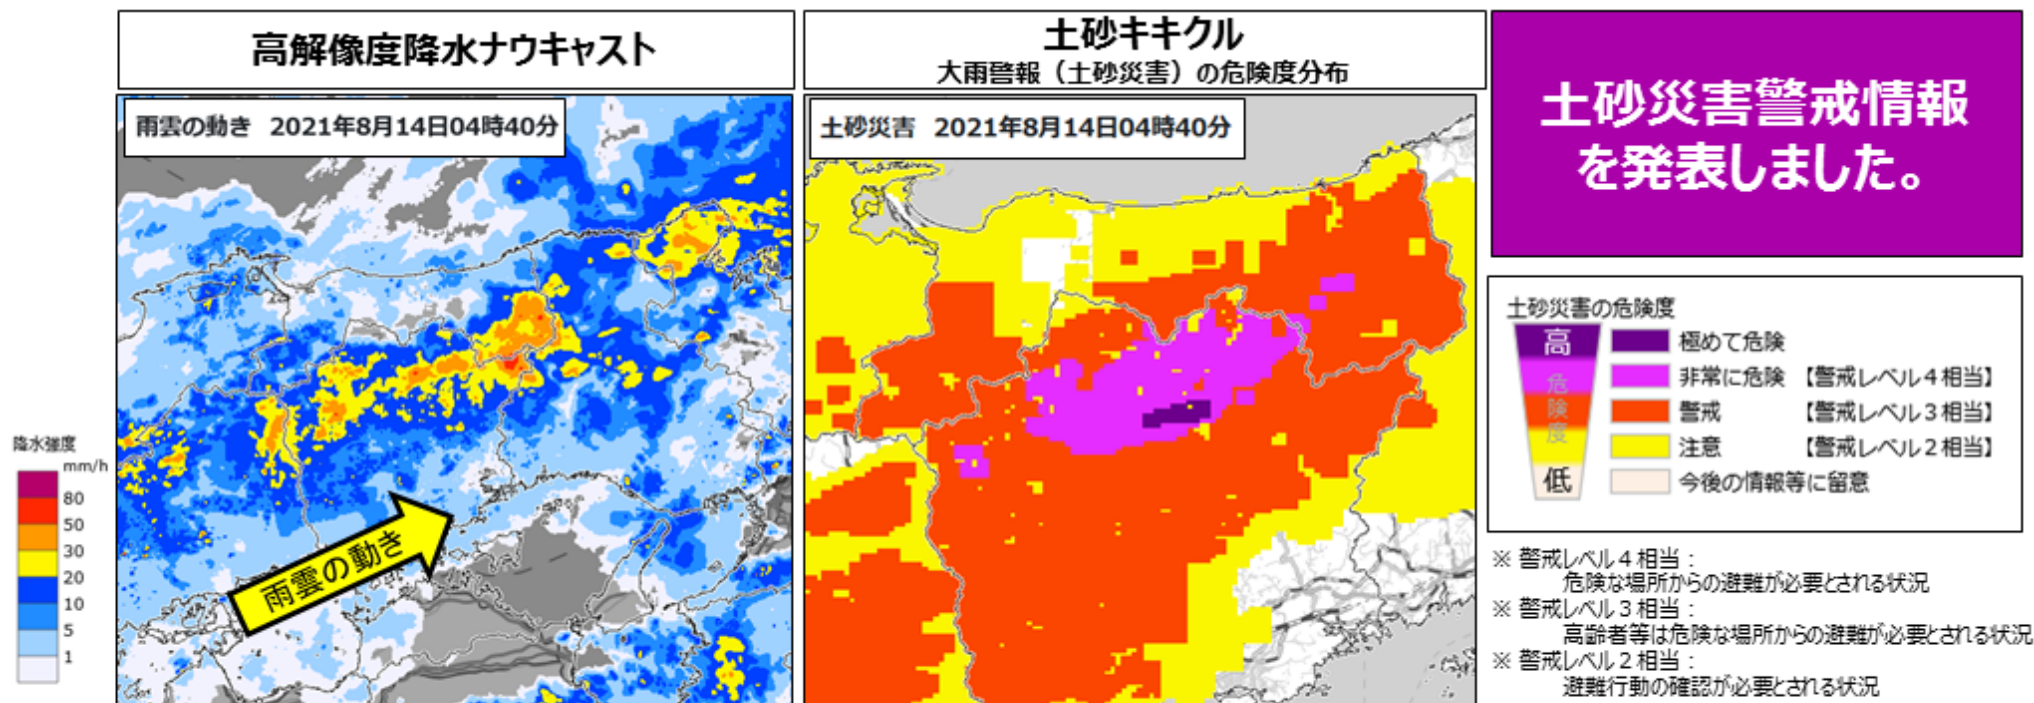 高解像度降水ナウキャスト
雨雲の動き 2021年8月14日04時40分
降水強度
mm/h
80
50
30
20
10
5
1
雨雲の動き
土砂キキクル
大雨警報（土砂災害）の危険度分布
土砂災害 2021年8月14日04時40分
土砂災害警戒情報
を発表しました。
土砂災害の危険度
高
危
険
度
低
極めて危険
非常に危険 【警戒レベル４相当】
警戒 【警戒レベル３相当】
注意 【警戒レベル２相当】
今後の情報等に留意
※ 警戒レベル４相当：
危険な場所からの避難が必要とされる状況
※ 警戒レベル３相当：
高齢者等は危険な場所からの避難が必要とされる状況
※ 警戒レベル２相当：
避難行動の確認が必要とされる状況